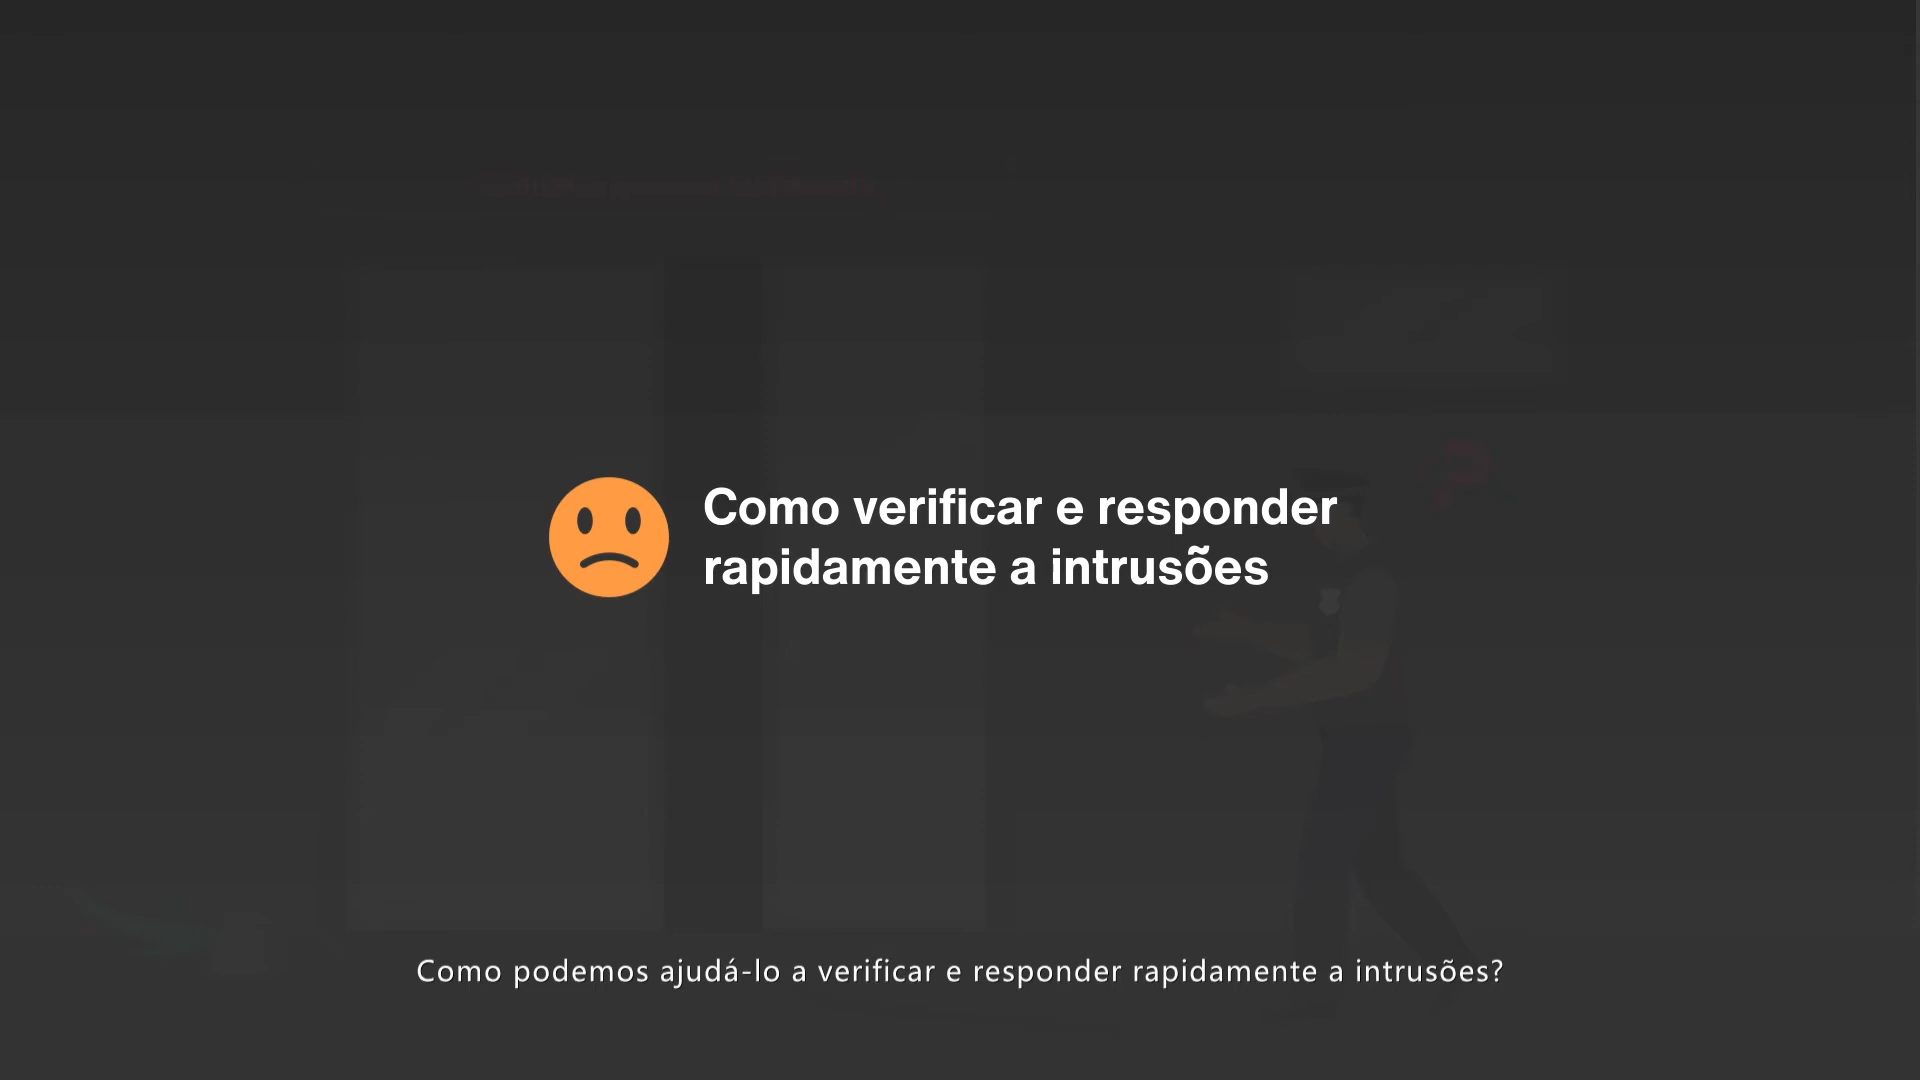 Como verificar e responder
rapidamente a intrusões
Como podemos ajudá-lo a verificar e responder rapidamente a intrusões?